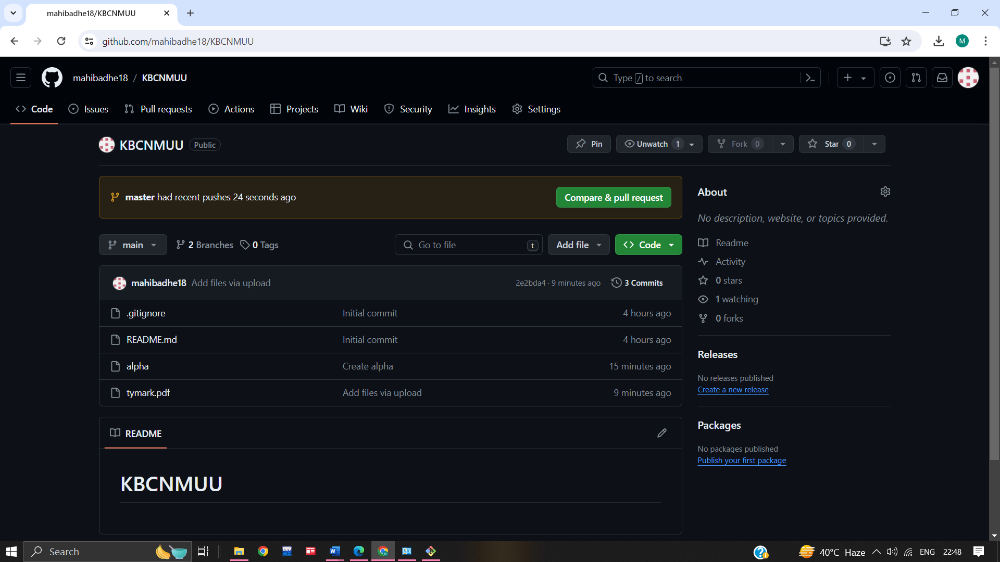 mahibadhe18/KBCNMUU
github.com/mahibadhe18/KBCNMUU
M
mahibadhe18 / KBCNMUU
Type / to search
Code Issues Pull requests Actions Projects Wiki Security Insights Settings
KBCNMUU Public
Pin Unwatch 1 Fork 0 Star 0
master had recent pushes 24 seconds ago
Compare & pull request
main 2 Branches 0 Tags
Go to file t Add file Code
mahibadhe18 Add files via upload 2e2bda4 · 9 minutes ago 3 Commits
.gitignore Initial commit 4 hours ago
README.md Initial commit 4 hours ago
alpha Create alpha 15 minutes ago
tymark.pdf Add files via upload 9 minutes ago
README
KBCNMUU
About
No description, website, or topics provided.
Readme
Activity
0 stars
1 watching
0 forks
Releases
No releases published
Create a new release
Packages
No packages published
Publish your first package
Search
DEV
W
40°C Haze ENG 22:48